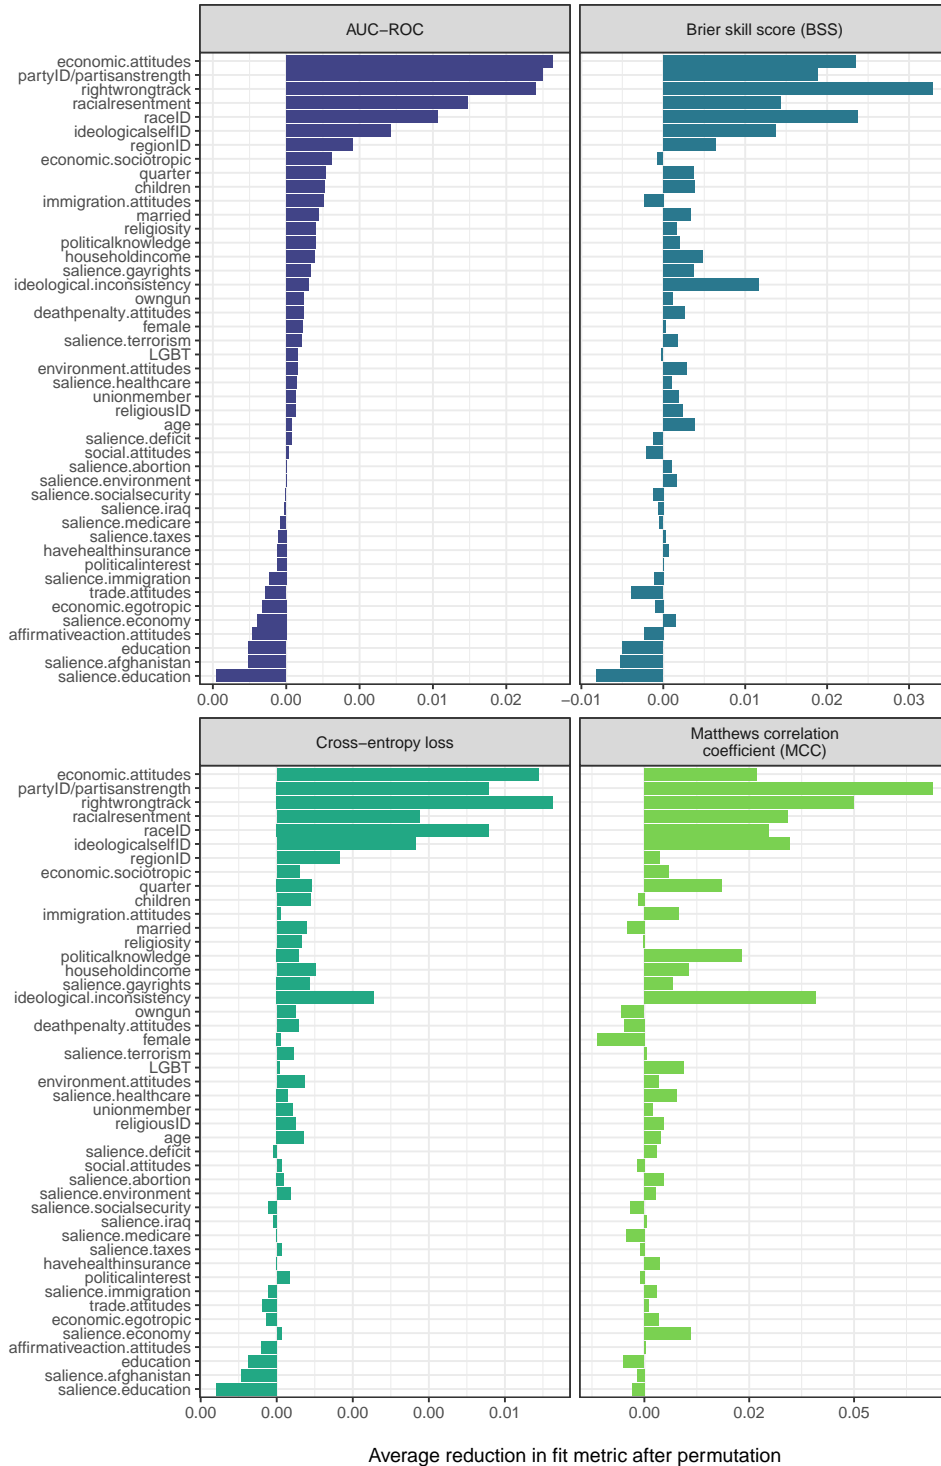 AUC−ROC
Brier skill score (BSS)
economic.attitudes
partyID/partisanstrength
rightwrongtrack
racialresentment
raceID
ideologicalselfID
regionID
economic.sociotropic
quarter
children
immigration.attitudes
married
religiosity
politicalknowledge
householdincome
salience.gayrights
ideological.inconsistency
owngun
deathpenalty.attitudes
female
salience.terrorism
LGBT
environment.attitudes
salience.healthcare
unionmember
religiousID
age
salience.deficit
social.attitudes
salience.abortion
salience.environment
salience.socialsecurity
salience.iraq
salience.medicare
salience.taxes
havehealthinsurance
politicalinterest
salience.immigration
trade.attitudes
economic.egotropic
salience.economy
affirmativeaction.attitudes
education
salience.afghanistan
salience.education
0.00 0.00 0.00 0.01 0.02
−0.01 0.00 0.01 0.02 0.03
Cross−entropy loss
Matthews correlation
coefficient (MCC)
economic.attitudes
partyID/partisanstrength
rightwrongtrack
racialresentment
raceID
ideologicalselfID
regionID
economic.sociotropic
quarter
children
immigration.attitudes
married
religiosity
politicalknowledge
householdincome
salience.gayrights
ideological.inconsistency
owngun
deathpenalty.attitudes
female
salience.terrorism
LGBT
environment.attitudes
salience.healthcare
unionmember
religiousID
age
salience.deficit
social.attitudes
salience.abortion
salience.environment
salience.socialsecurity
salience.iraq
salience.medicare
salience.taxes
havehealthinsurance
politicalinterest
salience.immigration
trade.attitudes
economic.egotropic
salience.economy
affirmativeaction.attitudes
education
salience.afghanistan
salience.education
0.00 0.00 0.00 0.00 0.01
0.00 0.02 0.05
Average reduction in fit metric after permutation